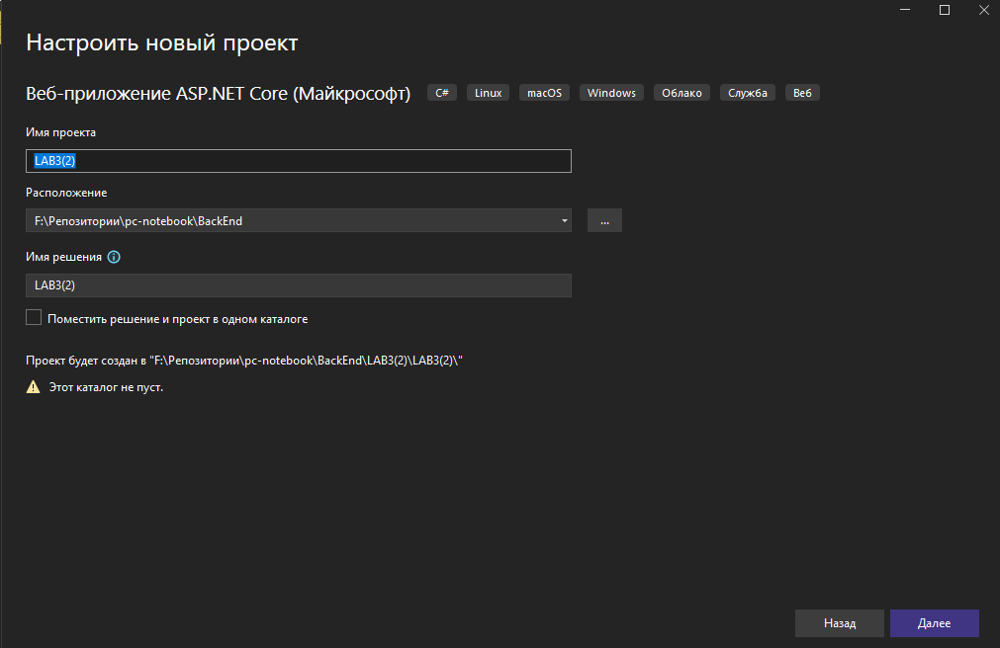 Настроить новый проект
Веб-приложение ASP.NET Core (Майкрософт) C# Linux macOS Windows Облако Служба Веб
Имя проекта
LAB3(2)
Расположение
F:\Репозитории\pc-notebook\BackEnd ...
Имя решения
LAB3(2)
Поместить решение и проект в одном каталоге
Проект будет создан в "F:\Репозитории\pc-notebook\BackEnd\LAB3(2)\LAB3(2)\"
Этот каталог не пуст.
Назад Далее